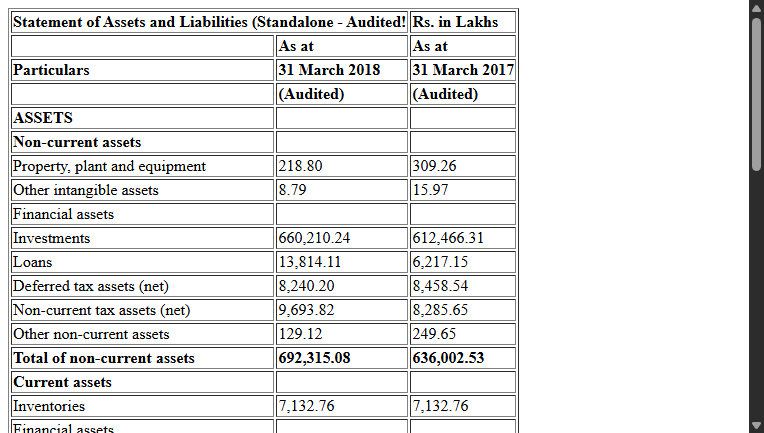 Statement of Assets and Liabilities (Standalone - Audited! Rs. in Lakhs
As at As at
Particulars 31 March 2018 31 March 2017
(Audited) (Audited)
ASSETS
Non-current assets
Property, plant and equipment 218.80 309.26
Other intangible assets 8.79 15.97
Financial assets
Investments 660,210.24 612,466.31
Loans 13,814.11 6,217.15
Deferred tax assets (net) 8,240.20 8,458.54
Non-current tax assets (net) 9,693.82 8,285.65
Other non-current assets 129.12 249.65
Total of non-current assets 692,315.08 636,002.53
Current assets
Inventories 7,132.76 7,132.76
Financial assets